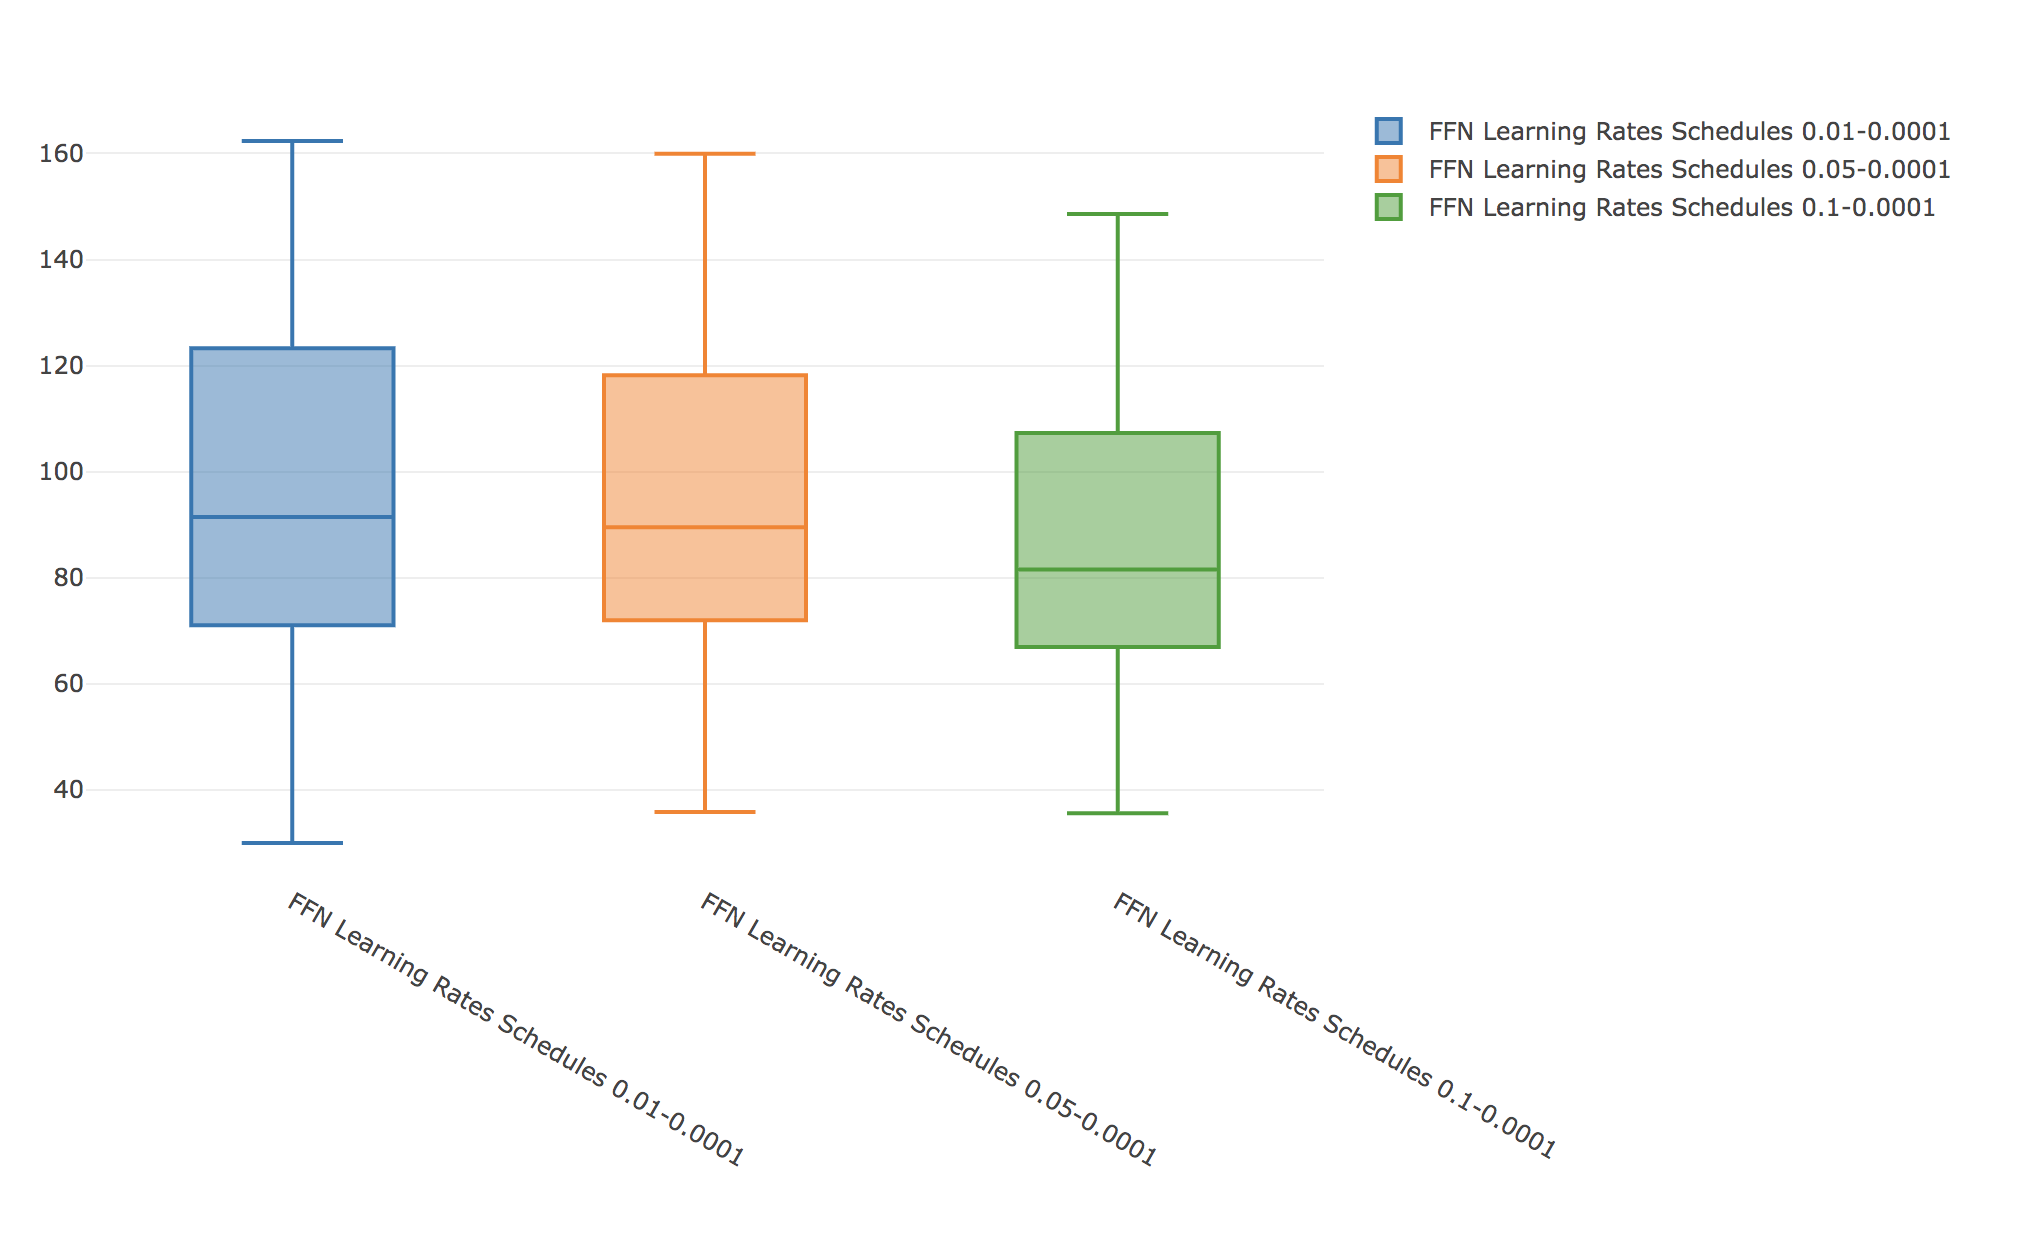 160
140
120
100
80
60
40
FFN Learning Rates Schedules 0.01-0.0001
FFN Learning Rates Schedules 0.05-0.0001
FFN Learning Rates Schedules 0.1-0.0001
FFN Learning Rates Schedules 0.01-0.0001
FFN Learning Rates Schedules 0.05-0.0001
FFN Learning Rates Schedules 0.1-0.0001